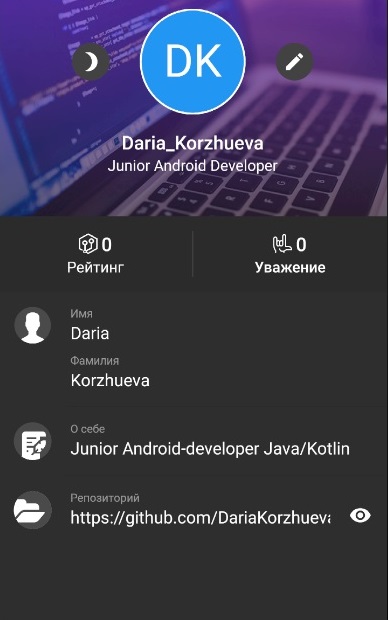 DK
Daria_Korzhueva
Junior Android Developer
0 0
Рейтинг Уважение
Имя
Daria
Фамилия
Korzhueva
О себе
Junior Android-developer Java/Kotlin
Репозиторий
https://github.com/DariaKorzhueva